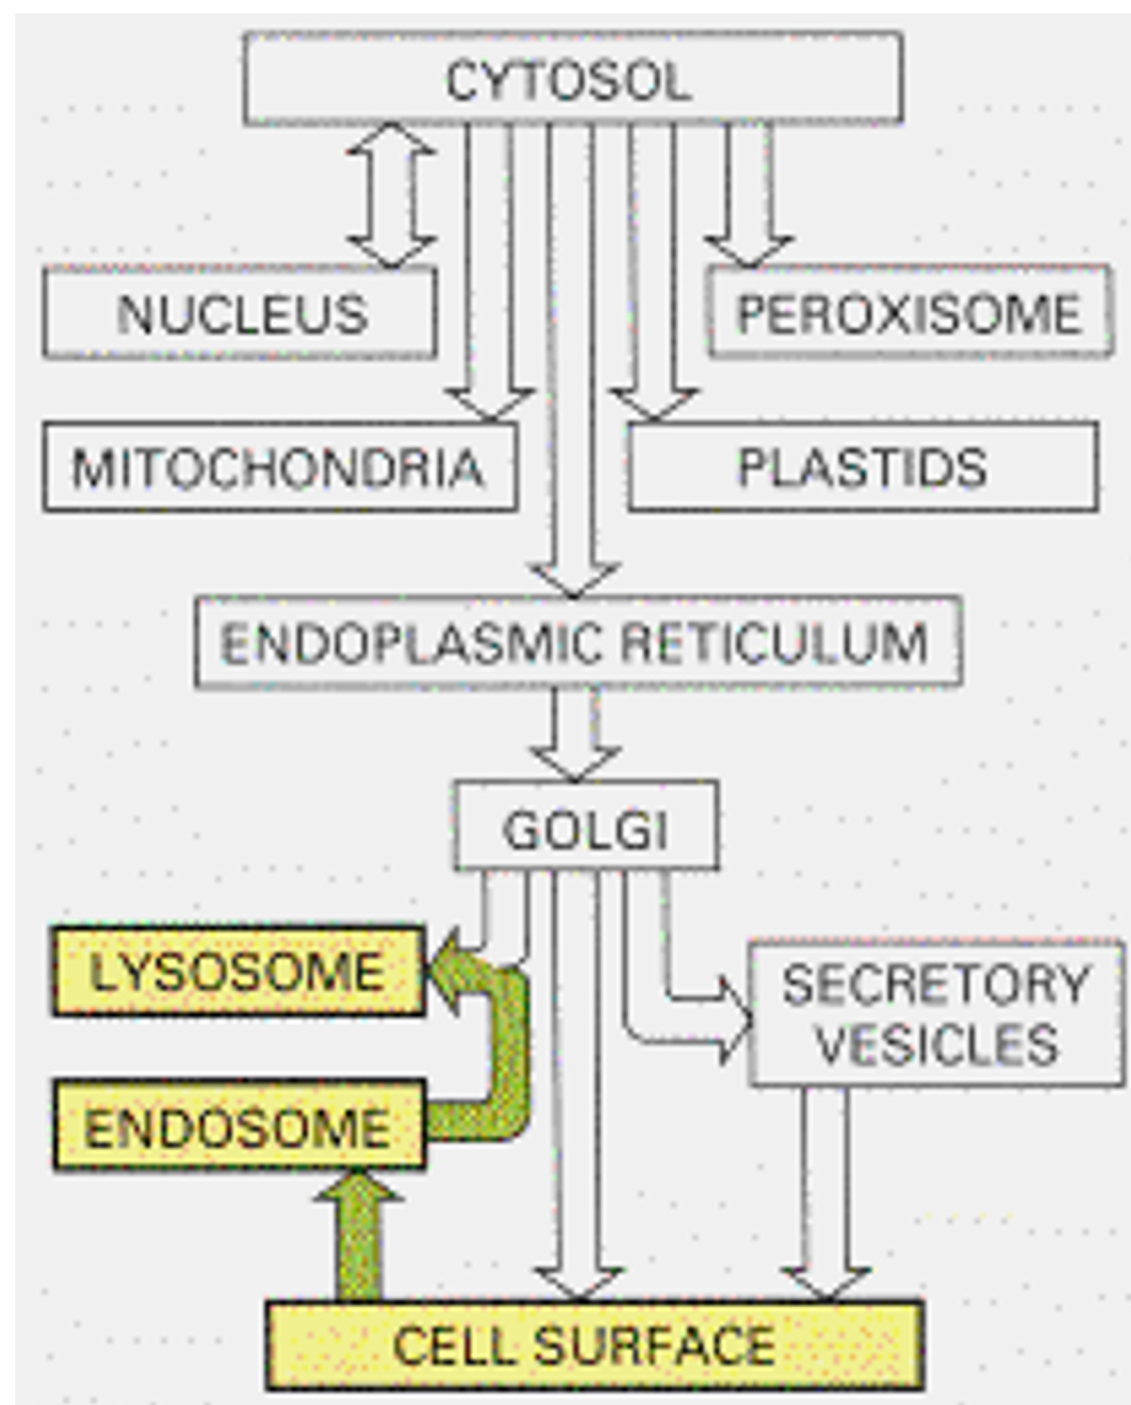 CYTOSOL
NUCLEUS
PEROXISOME
MITOCHONDRIA
PLASTIDS
ENDOPLASMIC RETICULUM
GOLGI
LYSOSOME
SECRETORY
VESICLES
ENDOSOME
CELL SURFACE